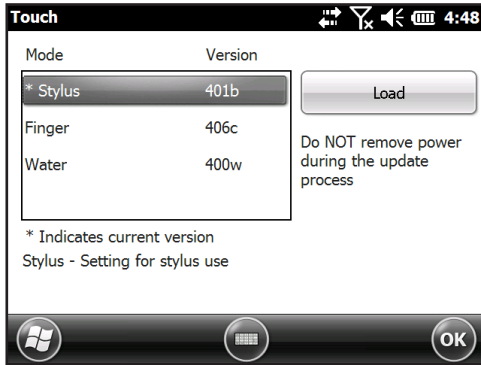 Touch 4:48
Mode Version
* Stylus 401b
Finger 406c
Water 400w
Load
Do NOT remove power
during the update
process
* Indicates current version
Stylus - Setting for stylus use
OK